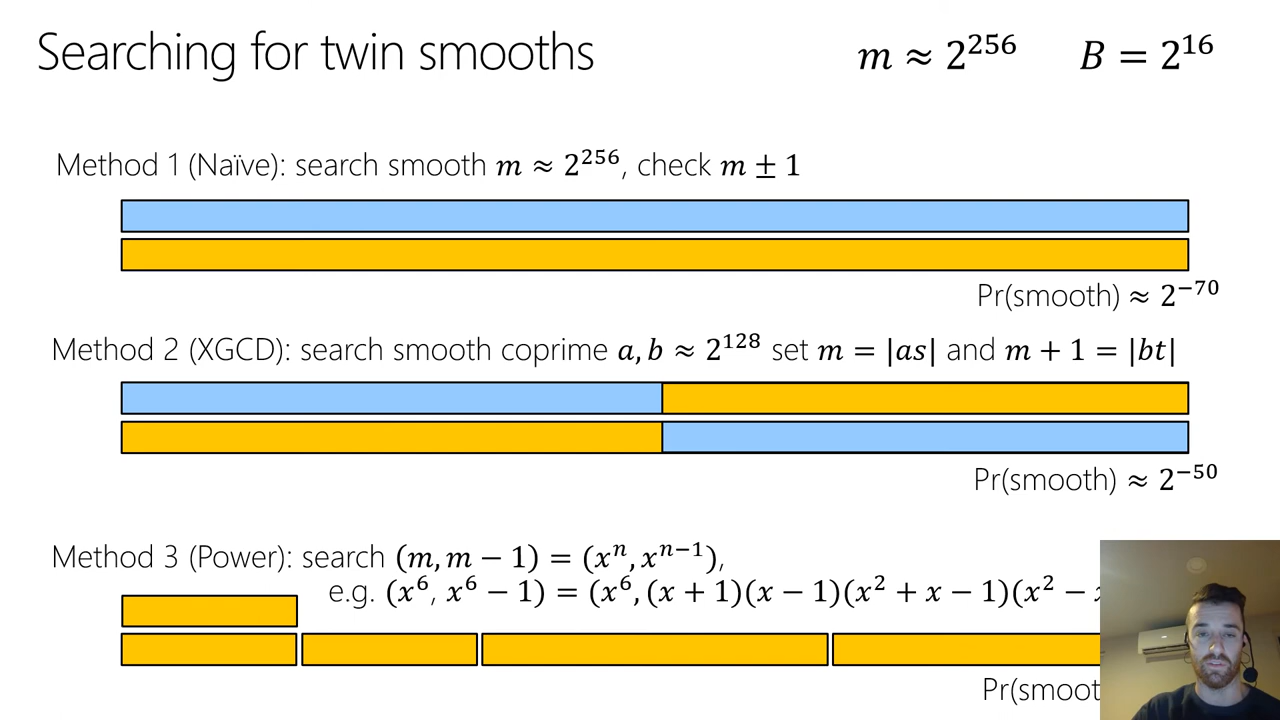 Searching for twin smooths
m ≈ 2²⁵⁶ B = 2¹⁶
Method 1 (Naïve): search smooth m ≈ 2²⁵⁶, check m ± 1
Pr(smooth) ≈ 2⁻⁷⁰
Method 2 (XGCD): search smooth coprime a, b ≈ 2¹²⁸ set m = |as| and m + 1 = |bt|
Pr(smooth) ≈ 2⁻⁵⁰
Method 3 (Power): search (m, m − 1) = (xⁿ, xⁿ⁻¹),
e.g. (x⁶, x⁶ − 1) = (x⁶, (x + 1)(x − 1)(x² + x − 1)(x² −
Pr(smoot